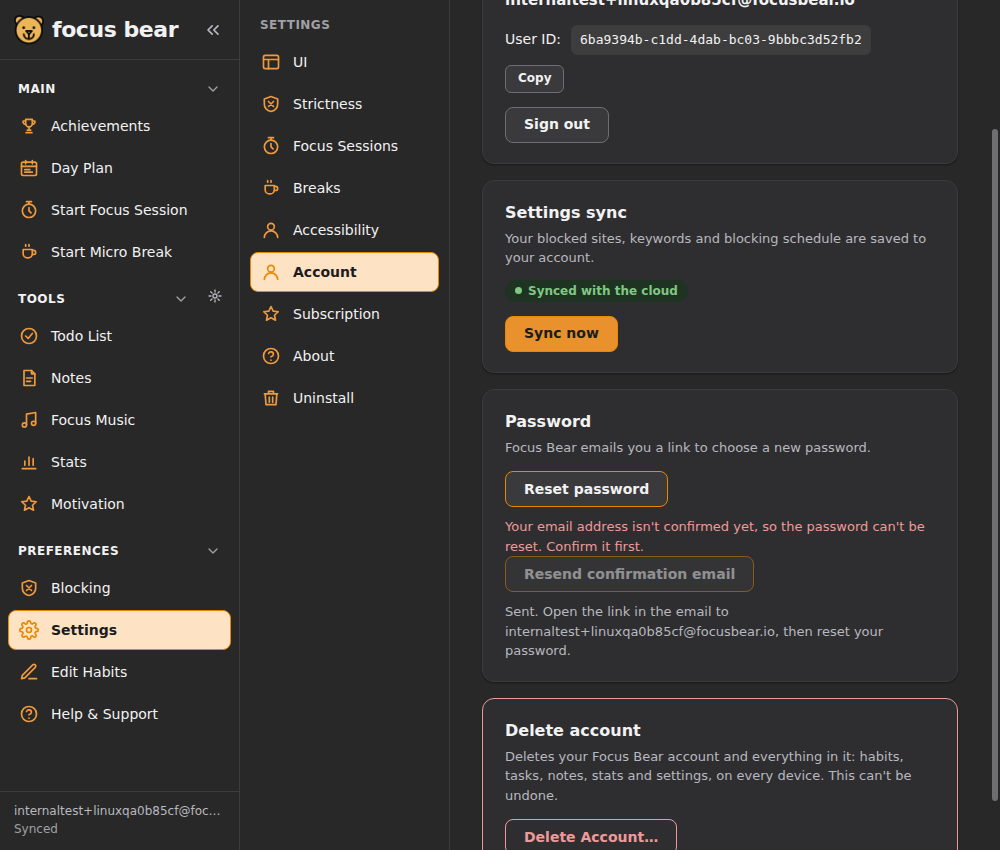 focus bear
MAIN
Achievements
Day Plan
Start Focus Session
Start Micro Break
TOOLS
Todo List
Notes
Focus Music
Stats
Motivation
PREFERENCES
Blocking
Settings
Edit Habits
Help & Support
internaltest+linuxqa0b85cf@foc...
Synced
SETTINGS
UI
Strictness
Focus Sessions
Breaks
Accessibility
Account
Subscription
About
Uninstall
internaltest+linuxqa0b85cf@focusbear.io
User ID: 6ba9394b-c1dd-4dab-bc03-9bbbc3d52fb2
Copy
Sign out
Settings sync
Your blocked sites, keywords and blocking schedule are saved to
your account.
Synced with the cloud
Sync now
Password
Focus Bear emails you a link to choose a new password.
Reset password
Your email address isn't confirmed yet, so the password can't be
reset. Confirm it first.
Resend confirmation email
Sent. Open the link in the email to
internaltest+linuxqa0b85cf@focusbear.io, then reset your
password.
Delete account
Deletes your Focus Bear account and everything in it: habits,
tasks, notes, stats and settings, on every device. This can't be
undone.
Delete Account...